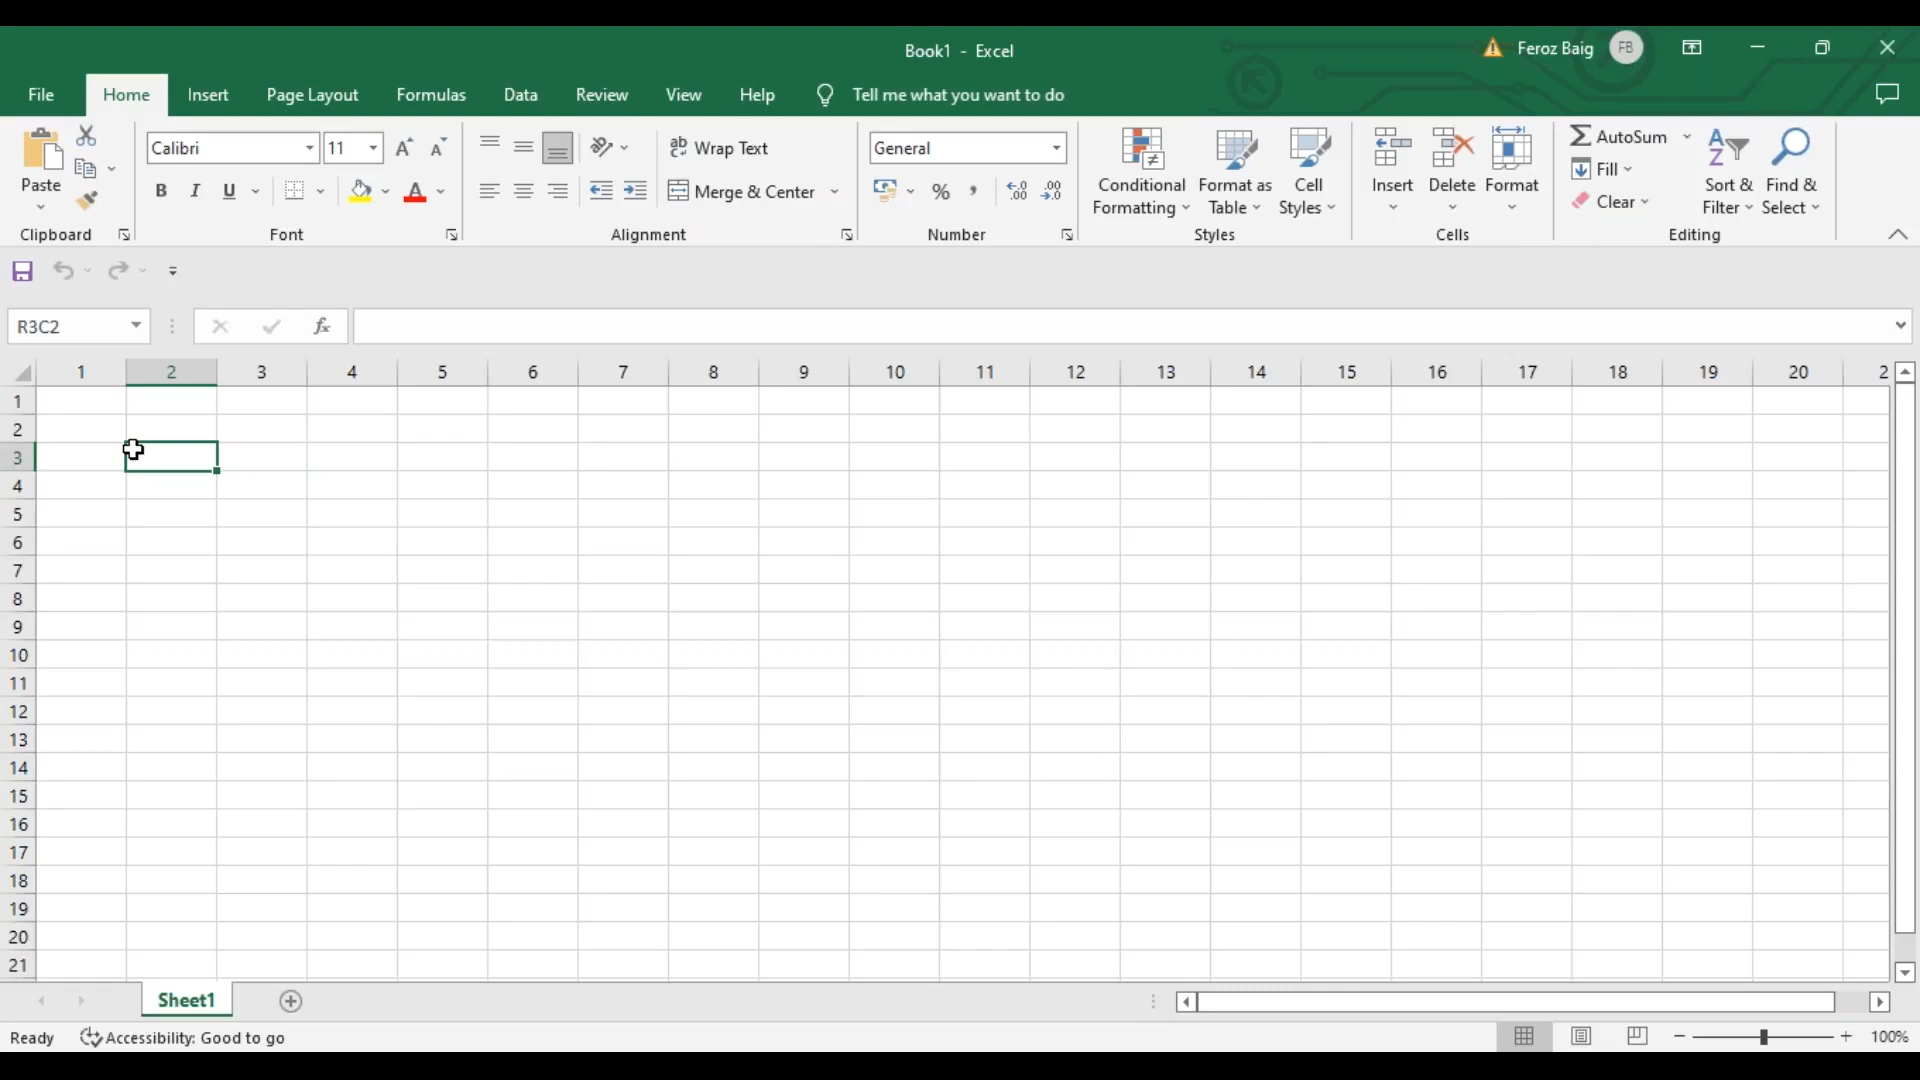 Book1 - Excel
Feroz Baig FB
File Home Insert Page Layout Formulas Data Review View Help Tell me what you want to do
Calibri 11 ab Wrap Text General AutoSum
Fill
Paste Conditional Format as Cell Insert Delete Format Sort & Find &
B I U A Merge & Center % , Formatting Table Styles Clear Filter Select
Clipboard Font Alignment Number Styles Cells Editing
R3C2 fx
1 2 3 4 5 6 7 8 9 10 11 12 13 14 15 16 17 18 19 20 2
1
2
3
4
5
6
7
8
9
10
11
12
13
14
15
16
17
18
19
20
21
Sheet1
Ready Accessibility: Good to go 100%